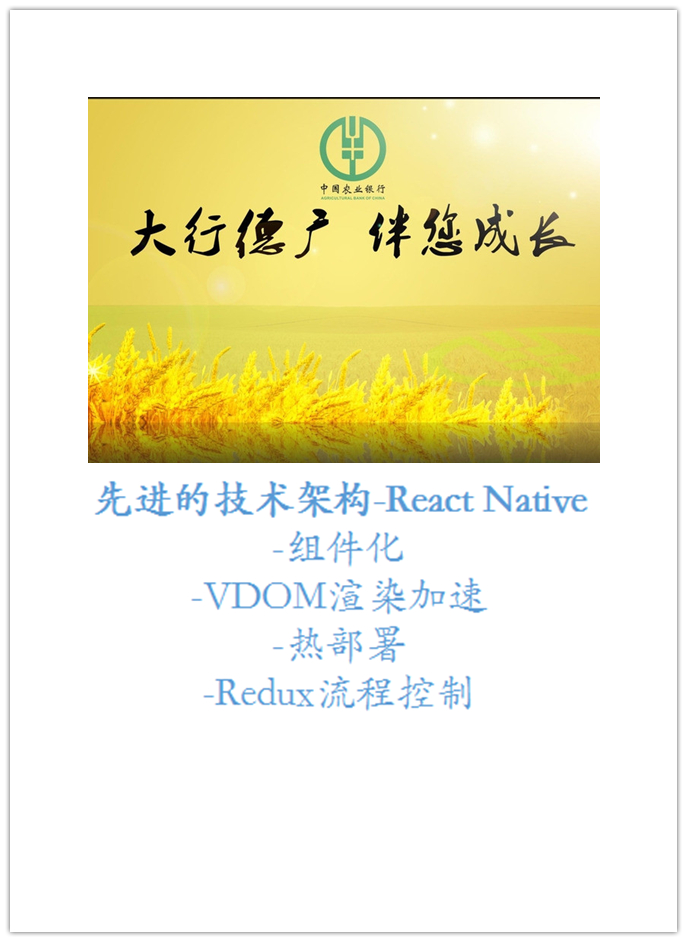 中国农业银行
AGRICULTURAL BANK OF CHINA
大行德广 伴您成长
先进的技术架构-React Native
-组件化
-VDOM渲染加速
-热部署
-Redux流程控制